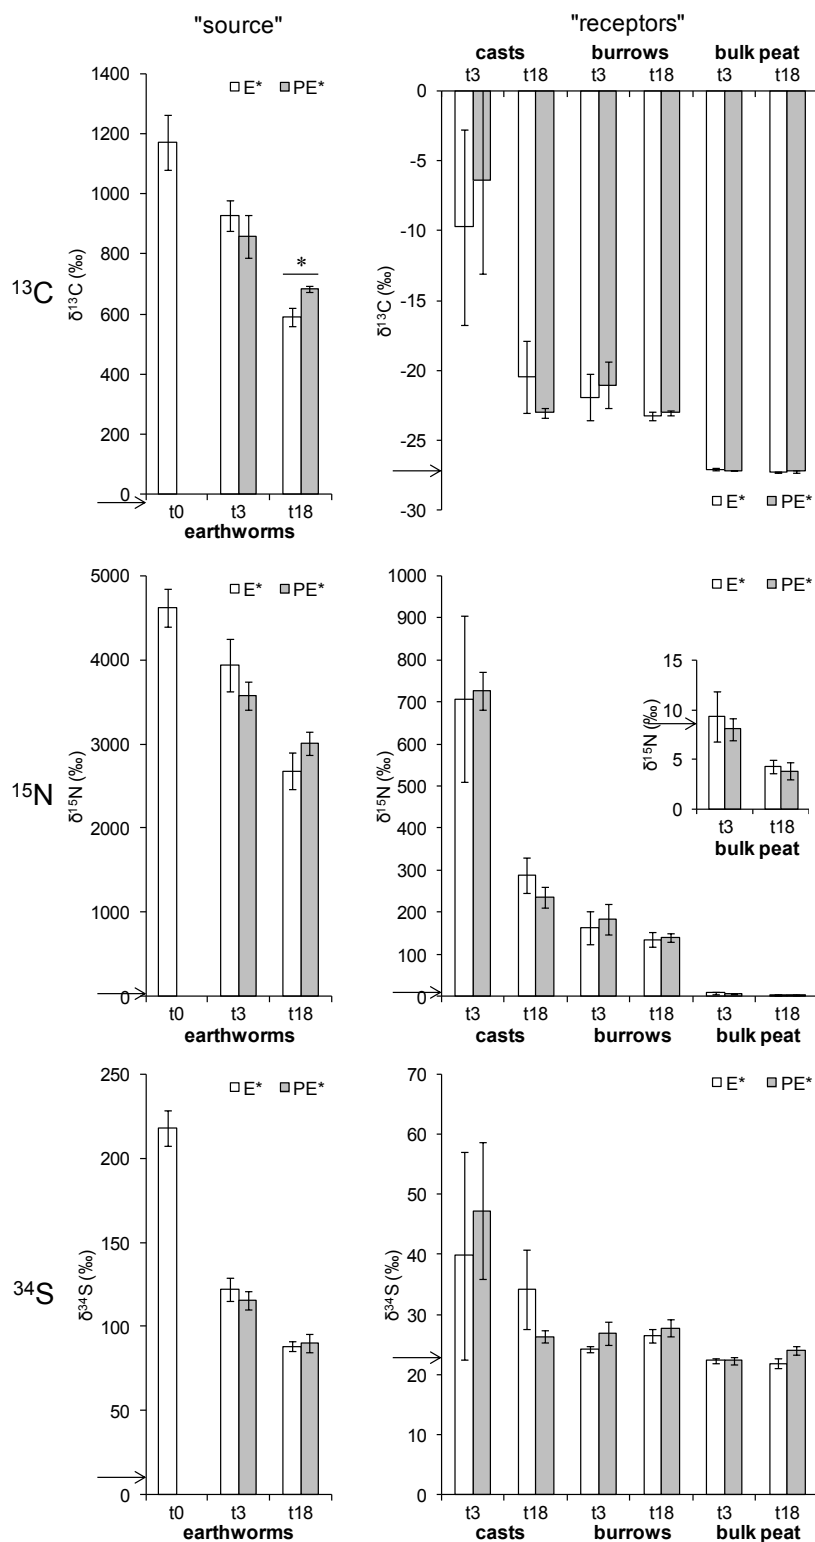 "source"
"receptors"
casts burrows bulk peat
t3 t18 t3 t18 t3 t18
¹³C
δ¹³C (‰)
1400
1200
1000
800
600
400
200
0
E* PE*
*
t0 t3 t18
earthworms
δ¹³C (‰)
0
-5
-10
-15
-20
-25
-30
E* PE*
¹⁵N
δ¹⁵N (‰)
5000
4000
3000
2000
1000
0
E* PE*
t0 t3 t18
earthworms
δ¹⁵N (‰)
1000
900
800
700
600
500
400
300
200
100
0
E* PE*
δ¹⁵N (‰)
15
10
5
0
t3 t18
bulk peat
t3 t18 t3 t18 t3 t18
casts burrows bulk peat
³⁴S
δ³⁴S (‰)
250
200
150
100
50
0
E* PE*
t0 t3 t18
earthworms
δ³⁴S (‰)
70
60
50
40
30
20
10
0
E* PE*
t3 t18 t3 t18 t3 t18
casts burrows bulk peat